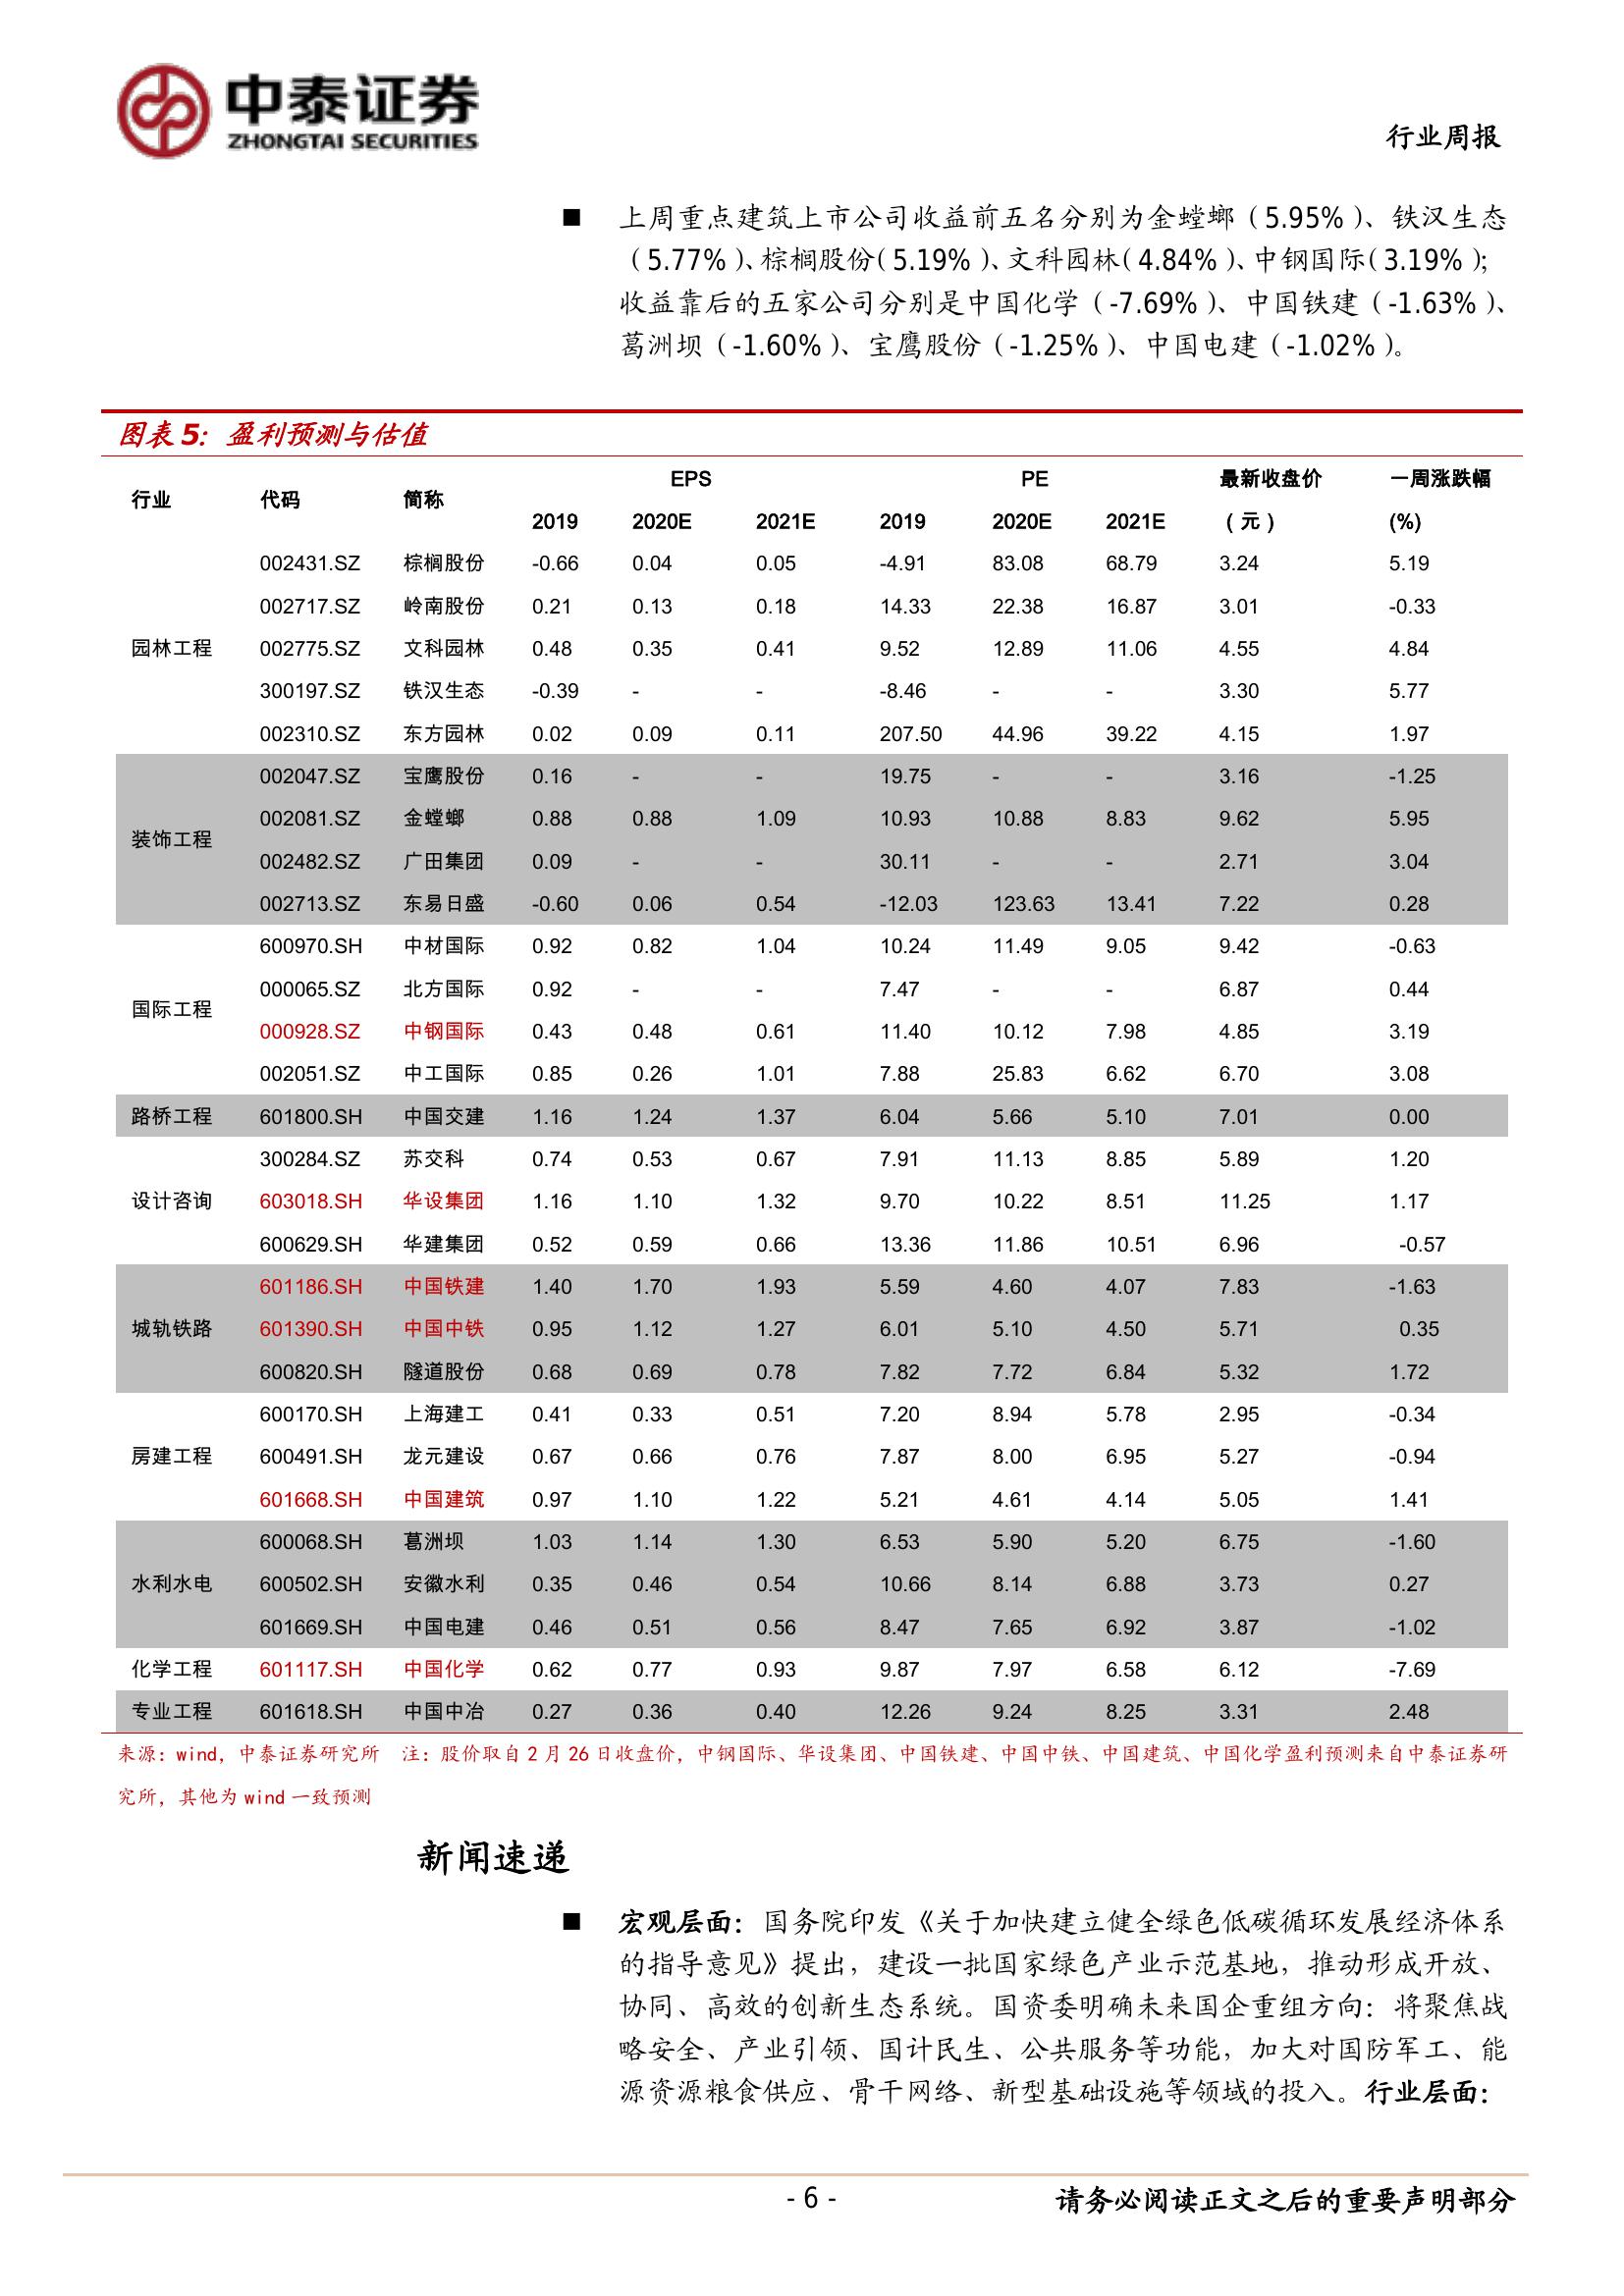 中泰证券
ZHONGTAI SECURITIES
行业周报
■ 上周重点建筑上市公司收益前五名分别为金螳螂（5.95%）、铁汉生态
（5.77%）、棕榈股份（5.19%）、文科园林（4.84%）、中钢国际（3.19%）；
收益靠后的五家公司分别是中国化学（-7.69%）、中国铁建（-1.63%）、
葛洲坝（-1.60%）、宝鹰股份（-1.25%）、中国电建（-1.02%）。
图表5：盈利预测与估值
行业 代码 简称 EPS PE 最新收盘价 一周涨跌幅
2019 2020E 2021E 2019 2020E 2021E （元） (%)
002431.SZ 棕榈股份 -0.66 0.04 0.05 -4.91 83.08 68.79 3.24 5.19
002717.SZ 岭南股份 0.21 0.13 0.18 14.33 22.38 16.87 3.01 -0.33
园林工程 002775.SZ 文科园林 0.48 0.35 0.41 9.52 12.89 11.06 4.55 4.84
300197.SZ 铁汉生态 -0.39 - - -8.46 - - 3.30 5.77
002310.SZ 东方园林 0.02 0.09 0.11 207.50 44.96 39.22 4.15 1.97
002047.SZ 宝鹰股份 0.16 - - 19.75 - - 3.16 -1.25
装饰工程 002081.SZ 金螳螂 0.88 0.88 1.09 10.93 10.88 8.83 9.62 5.95
002482.SZ 广田集团 0.09 - - 30.11 - - 2.71 3.04
002713.SZ 东易日盛 -0.60 0.06 0.54 -12.03 123.63 13.41 7.22 0.28
600970.SH 中材国际 0.92 0.82 1.04 10.24 11.49 9.05 9.42 -0.63
国际工程 000065.SZ 北方国际 0.92 - - 7.47 - - 6.87 0.44
000928.SZ 中钢国际 0.43 0.48 0.61 11.40 10.12 7.98 4.85 3.19
002051.SZ 中工国际 0.85 0.26 1.01 7.88 25.83 6.62 6.70 3.08
路桥工程 601800.SH 中国交建 1.16 1.24 1.37 6.04 5.66 5.10 7.01 0.00
300284.SZ 苏交科 0.74 0.53 0.67 7.91 11.13 8.85 5.89 1.20
设计咨询 603018.SH 华设集团 1.16 1.10 1.32 9.70 10.22 8.51 11.25 1.17
600629.SH 华建集团 0.52 0.59 0.66 13.36 11.86 10.51 6.96 -0.57
601186.SH 中国铁建 1.40 1.70 1.93 5.59 4.60 4.07 7.83 -1.63
城轨铁路 601390.SH 中国中铁 0.95 1.12 1.27 6.01 5.10 4.50 5.71 0.35
600820.SH 隧道股份 0.68 0.69 0.78 7.82 7.72 6.84 5.32 1.72
600170.SH 上海建工 0.41 0.33 0.51 7.20 8.94 5.78 2.95 -0.34
房建工程 600491.SH 龙元建设 0.67 0.66 0.76 7.87 8.00 6.95 5.27 -0.94
601668.SH 中国建筑 0.97 1.10 1.22 5.21 4.61 4.14 5.05 1.41
600068.SH 葛洲坝 1.03 1.14 1.30 6.53 5.90 5.20 6.75 -1.60
水利水电 600502.SH 安徽水利 0.35 0.46 0.54 10.66 8.14 6.88 3.73 0.27
601669.SH 中国电建 0.46 0.51 0.56 8.47 7.65 6.92 3.87 -1.02
化学工程 601117.SH 中国化学 0.62 0.77 0.93 9.87 7.97 6.58 6.12 -7.69
专业工程 601618.SH 中国中冶 0.27 0.36 0.40 12.26 9.24 8.25 3.31 2.48
来源：wind，中泰证券研究所 注：股价取自2月26日收盘价，中钢国际、华设集团、中国铁建、中国中铁、中国建筑、中国化学盈利预测来自中泰证券研
究所，其他为wind一致预测
新闻速递
■ 宏观层面：国务院印发《关于加快建立健全绿色低碳循环发展经济体系
的指导意见》提出，建设一批国家绿色产业示范基地，推动形成开放、
协同、高效的创新生态系统。国资委明确未来国企重组方向：将聚焦战
略安全、产业引领、国计民生、公共服务等功能，加大对国防军工、能
源资源粮食供应、骨干网络、新型基础设施等领域的投入。行业层面：
- 6 -
请务必阅读正文之后的重要声明部分